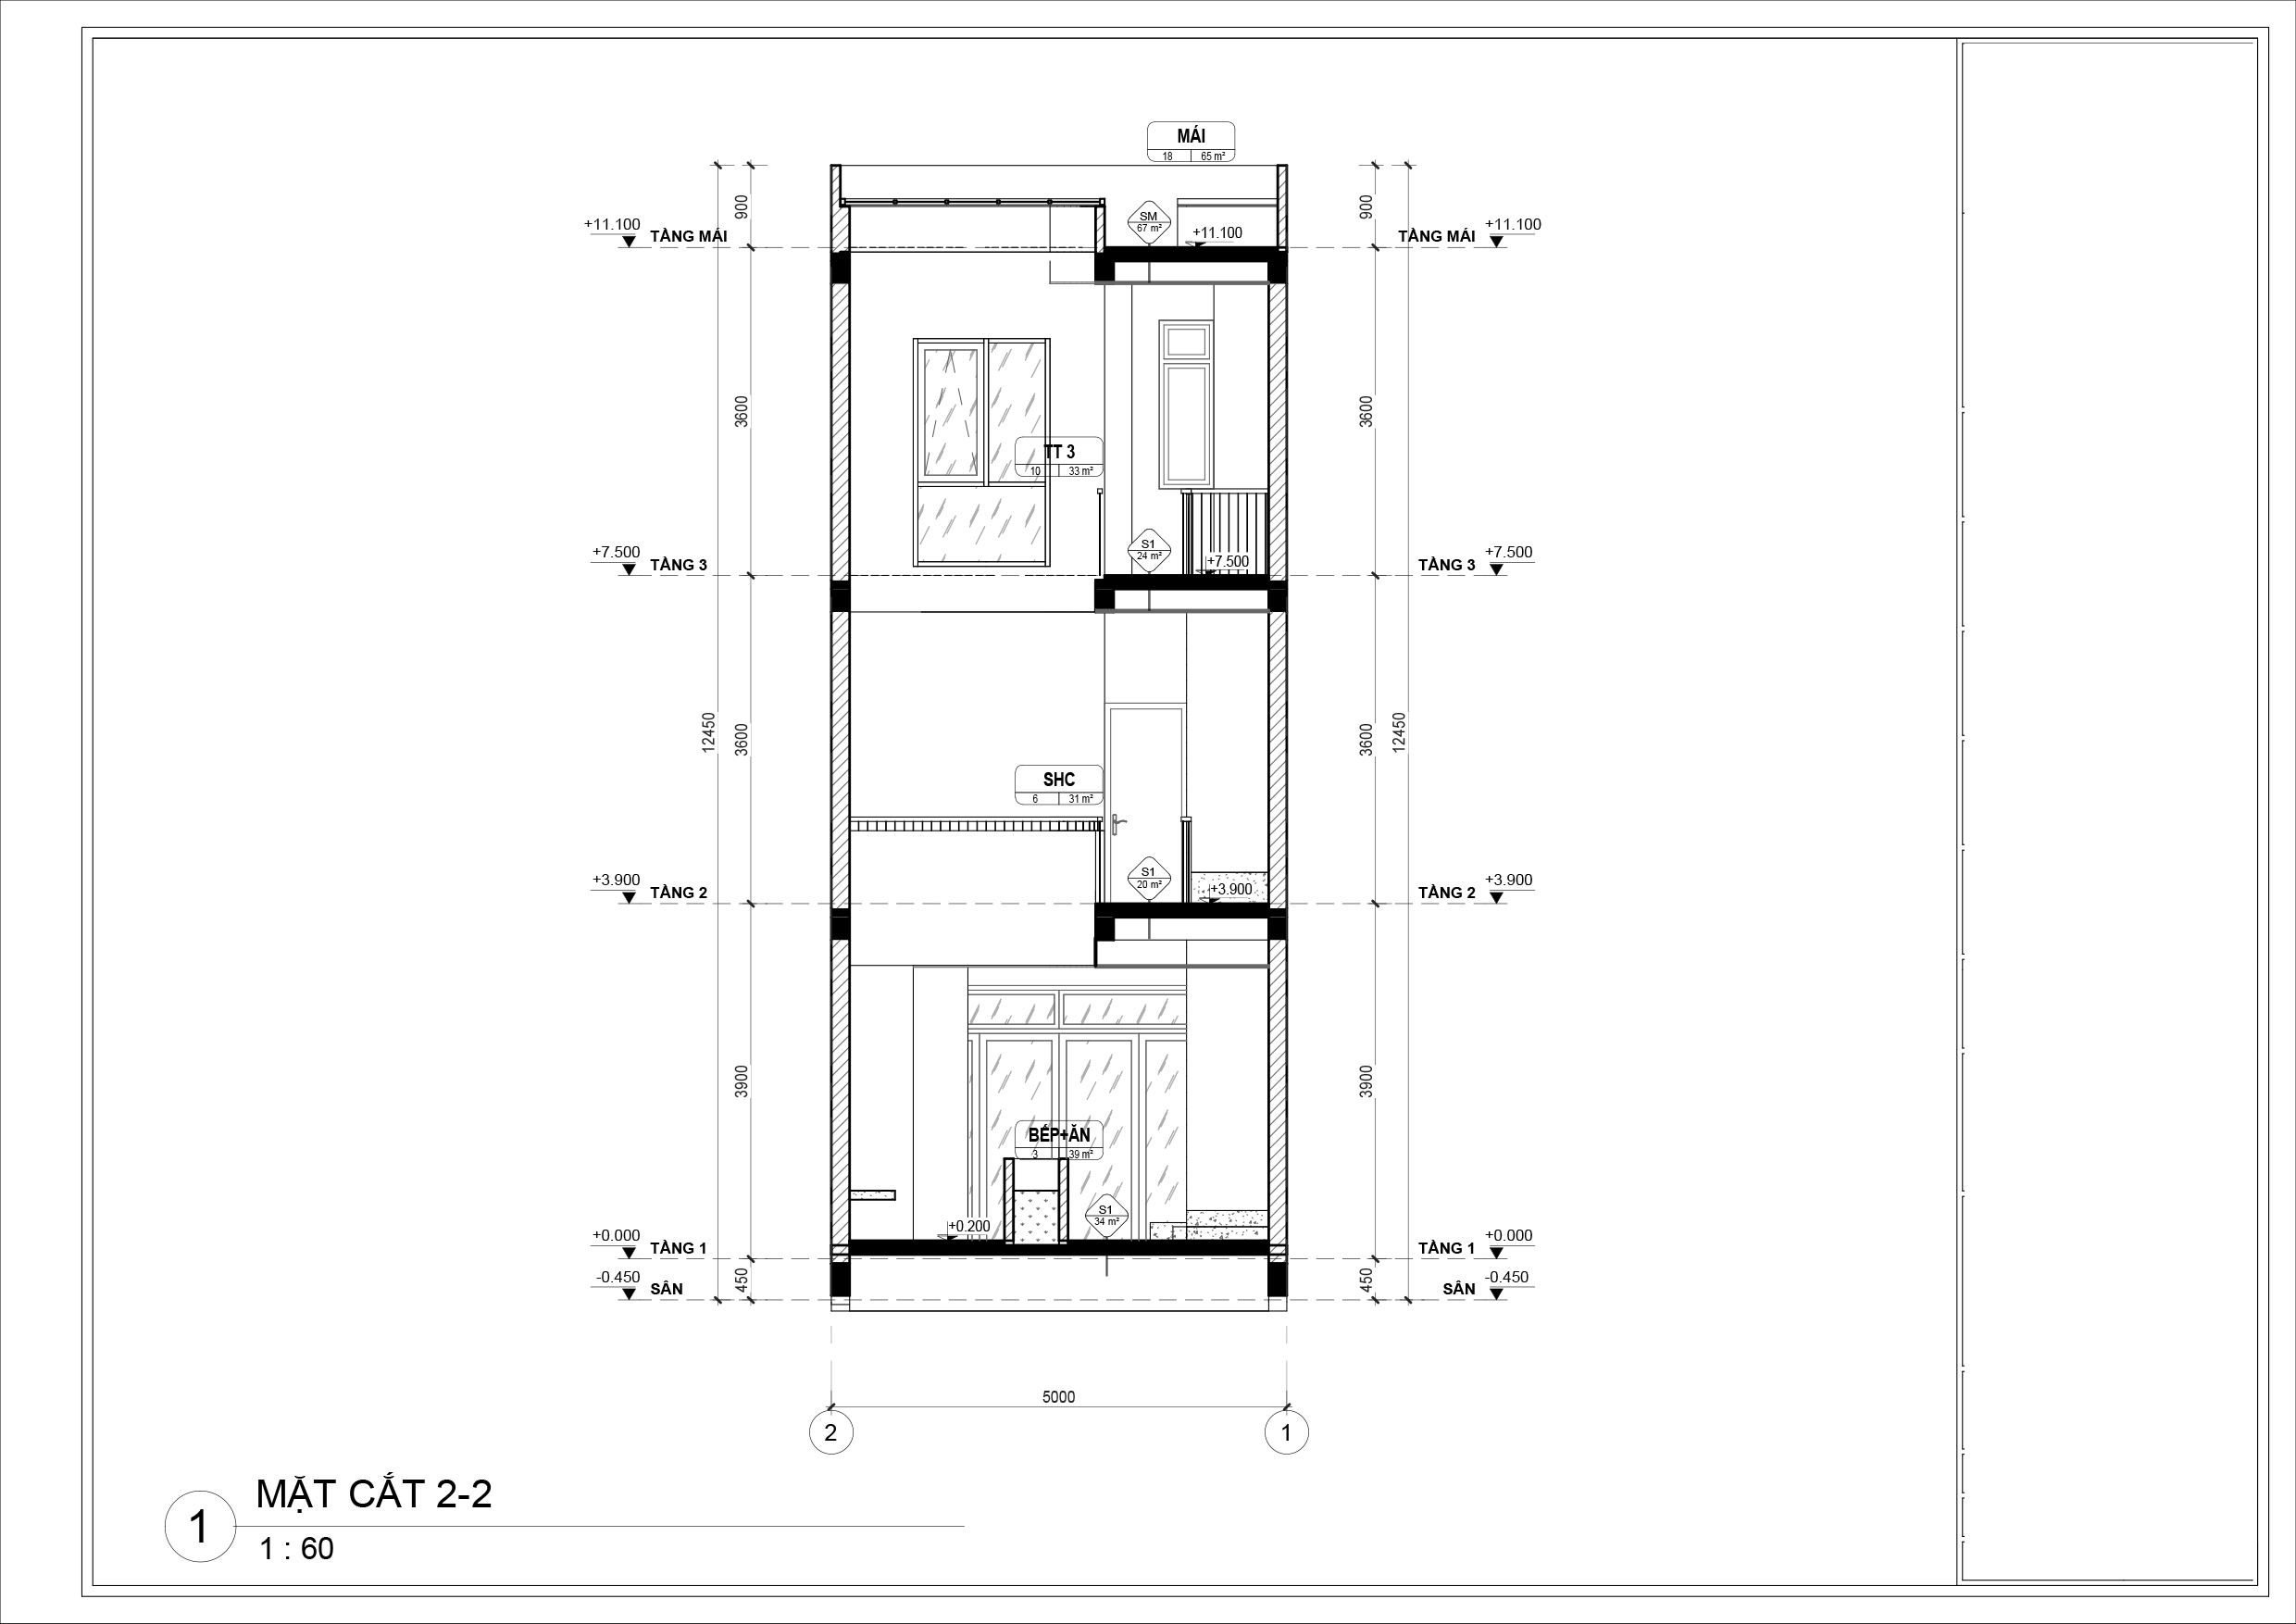 MÁI
18 65 m²
900
900
+11.100 TẦNG MÁI
SM
67 m²
+11.100
TẦNG MÁI +11.100
3600
3600
TT 3
10 33 m²
+7.500 TẦNG 3
S1
24 m²
+7.500
TẦNG 3 +7.500
12450
3600
3600
12450
SHC
6 31 m²
+3.900 TẦNG 2
S1
20 m²
+3.900
TẦNG 2 +3.900
3900
3900
BẾP+ĂN
3 39 m²
S1
34 m²
+0.200
+0.000 TẦNG 1
TẦNG 1 +0.000
450
450
-0.450 SÂN
SÂN -0.450
5000
2 1
1 MẶT CẮT 2-2
1 : 60